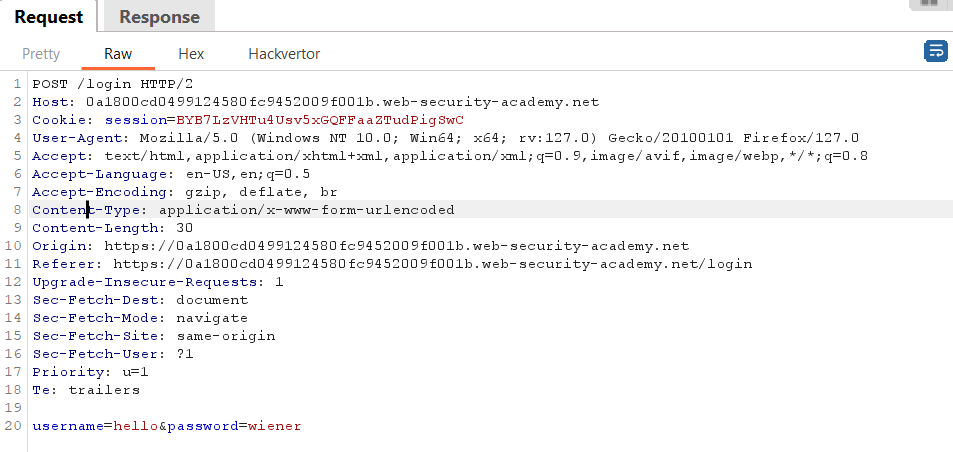 Request Response
Pretty Raw Hex Hackvertor
1 POST /login HTTP/2
2 Host: 0a1800cd0499124580fc9452009f001b.web-security-academy.net
3 Cookie: session=BYB7LzVHTu4Usv5xGQFFaaZTudPigSwC
4 User-Agent: Mozilla/5.0 (Windows NT 10.0; Win64; x64; rv:127.0) Gecko/20100101 Firefox/127.0
5 Accept: text/html,application/xhtml+xml,application/xml;q=0.9,image/avif,image/webp,*/*;q=0.8
6 Accept-Language: en-US,en;q=0.5
7 Accept-Encoding: gzip, deflate, br
8 Content-Type: application/x-www-form-urlencoded
9 Content-Length: 30
10 Origin: https://0a1800cd0499124580fc9452009f001b.web-security-academy.net
11 Referer: https://0a1800cd0499124580fc9452009f001b.web-security-academy.net/login
12 Upgrade-Insecure-Requests: 1
13 Sec-Fetch-Dest: document
14 Sec-Fetch-Mode: navigate
15 Sec-Fetch-Site: same-origin
16 Sec-Fetch-User: ?1
17 Priority: u=1
18 Te: trailers
19
20 username=hello&password=wiener